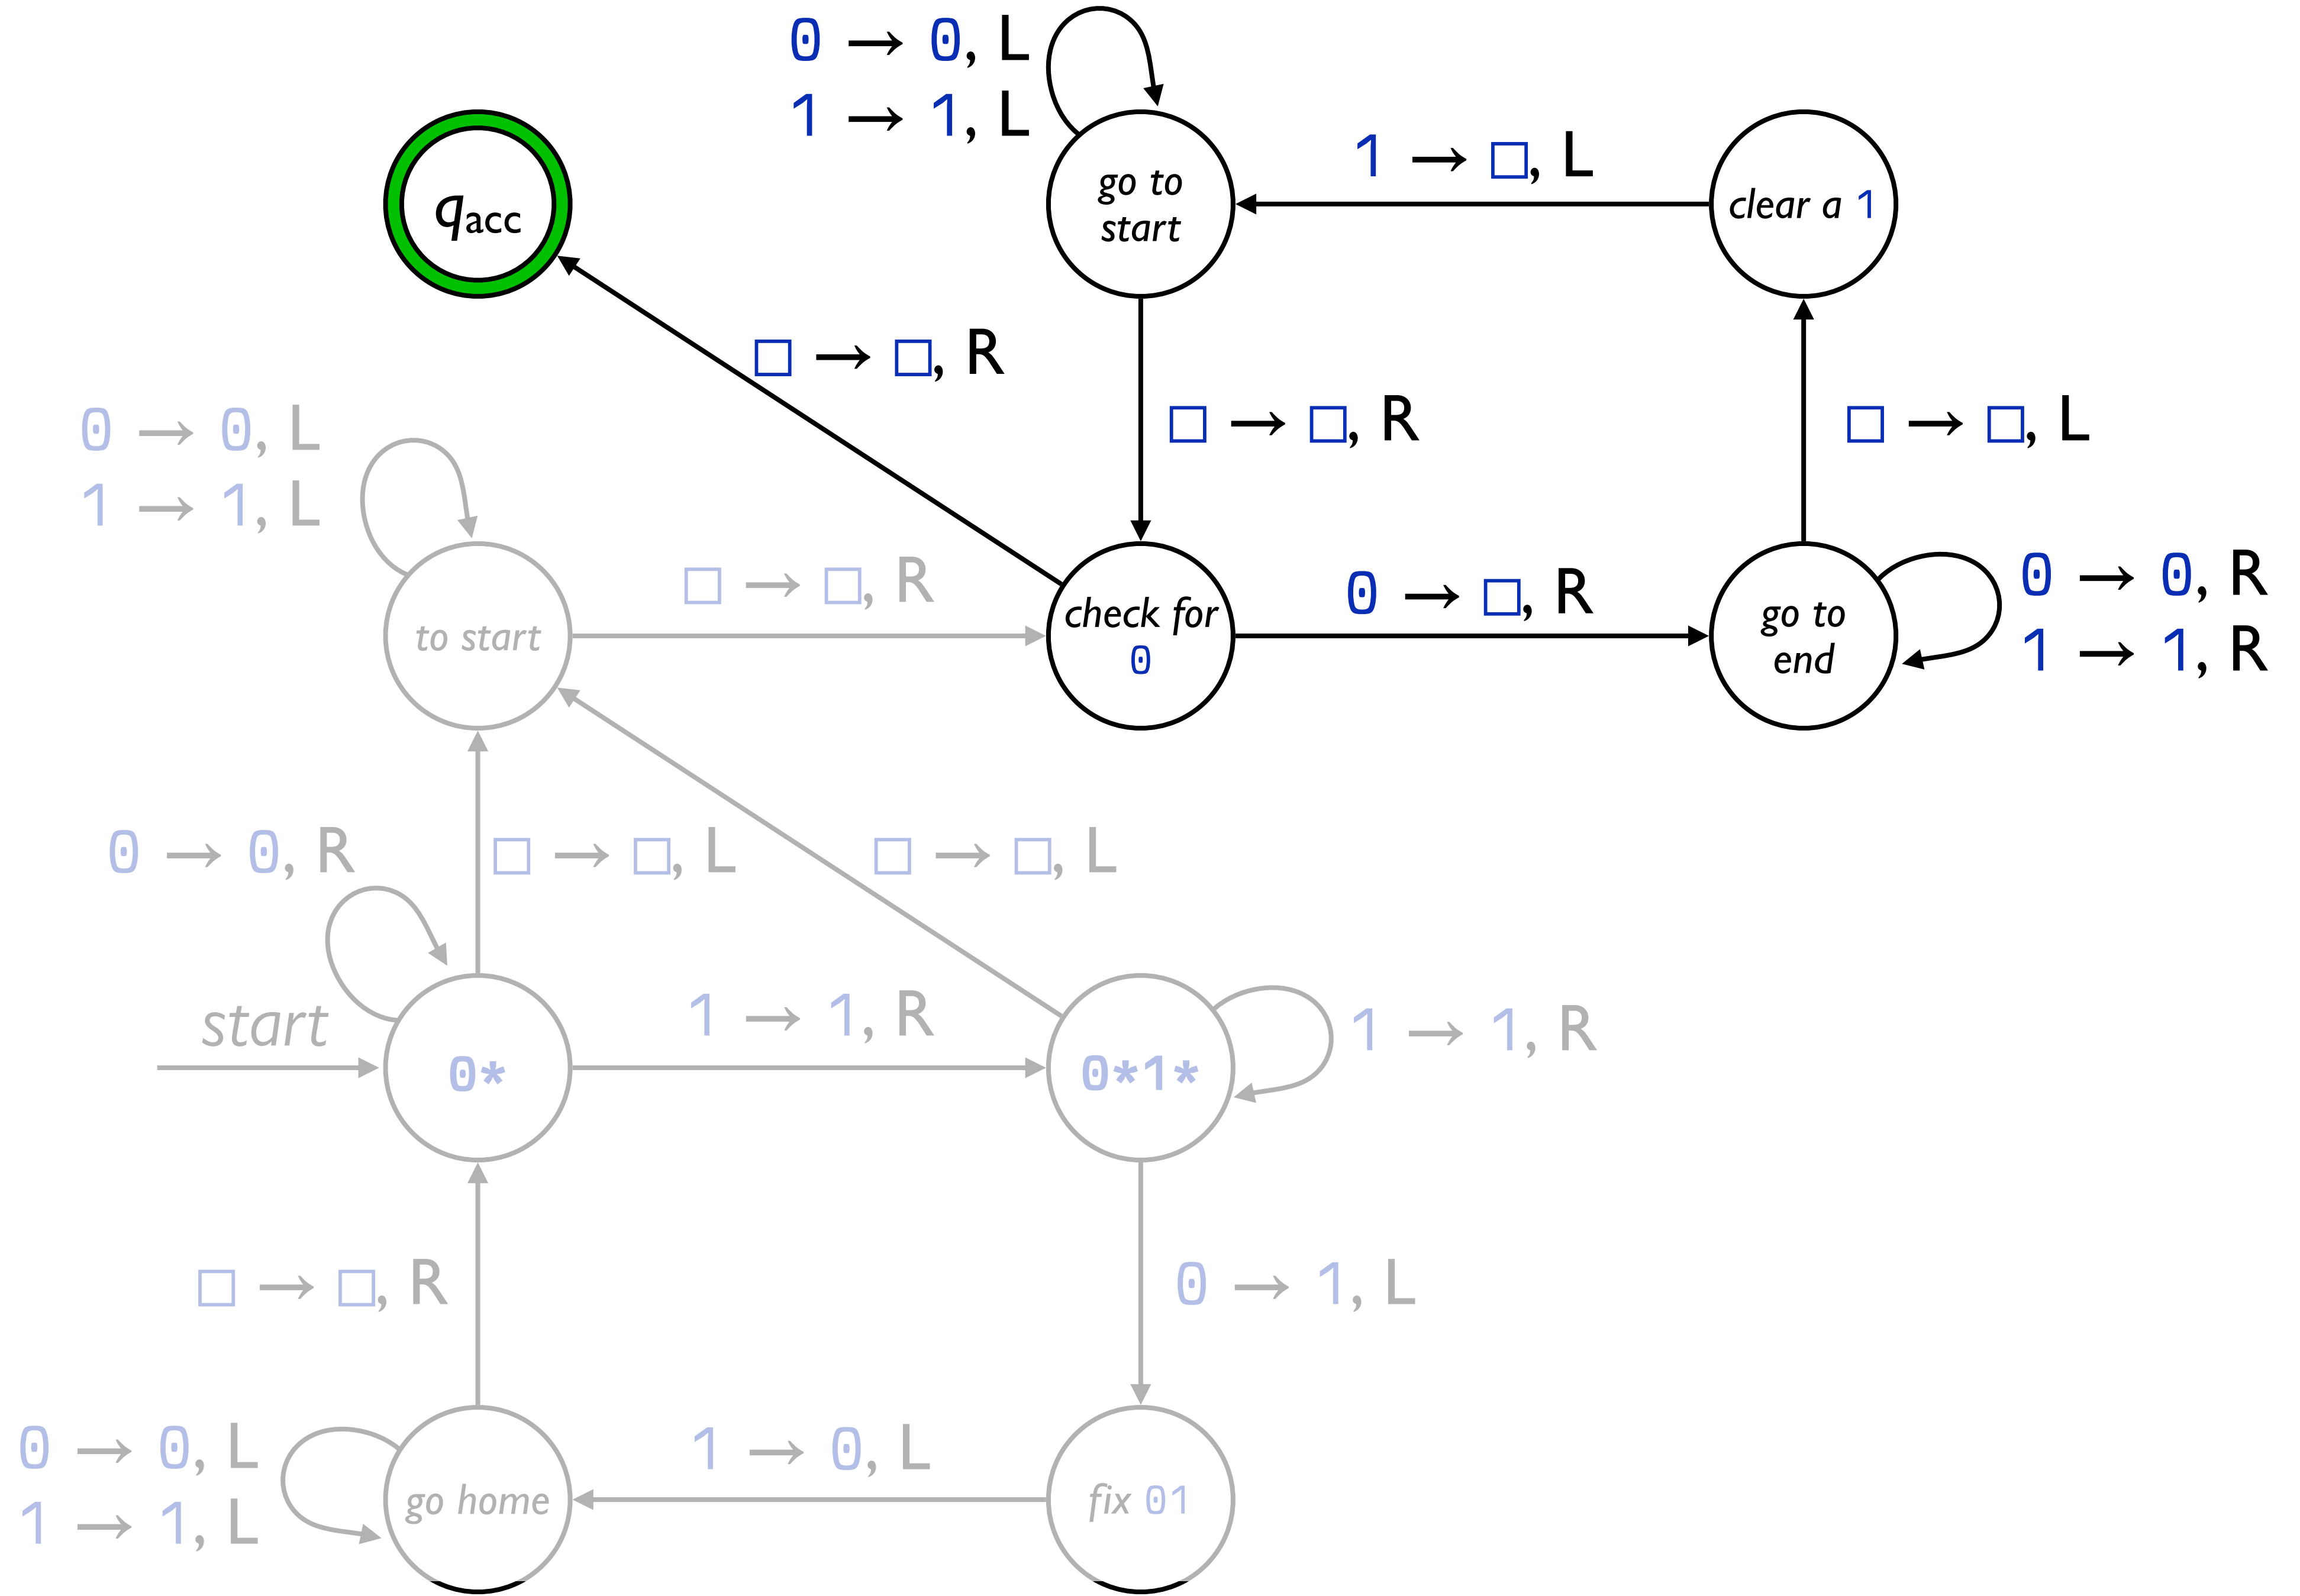 0 → 0, L
1 → 1, L
1 → □, L
qacc
go to
start
clear a 1
□ → □, R
□ → □, R
□ → □, L
0 → 0, L
1 → 1, L
□ → □, R
0 → □, R
0 → 0, R
1 → 1, R
to start
check for
0
go to
end
0 → 0, R
□ → □, L
□ → □, L
start
1 → 1, R
1 → 1, R
0*
0*1*
□ → □, R
0 → 1, L
0 → 0, L
1 → 1, L
1 → 0, L
go home
fix 01